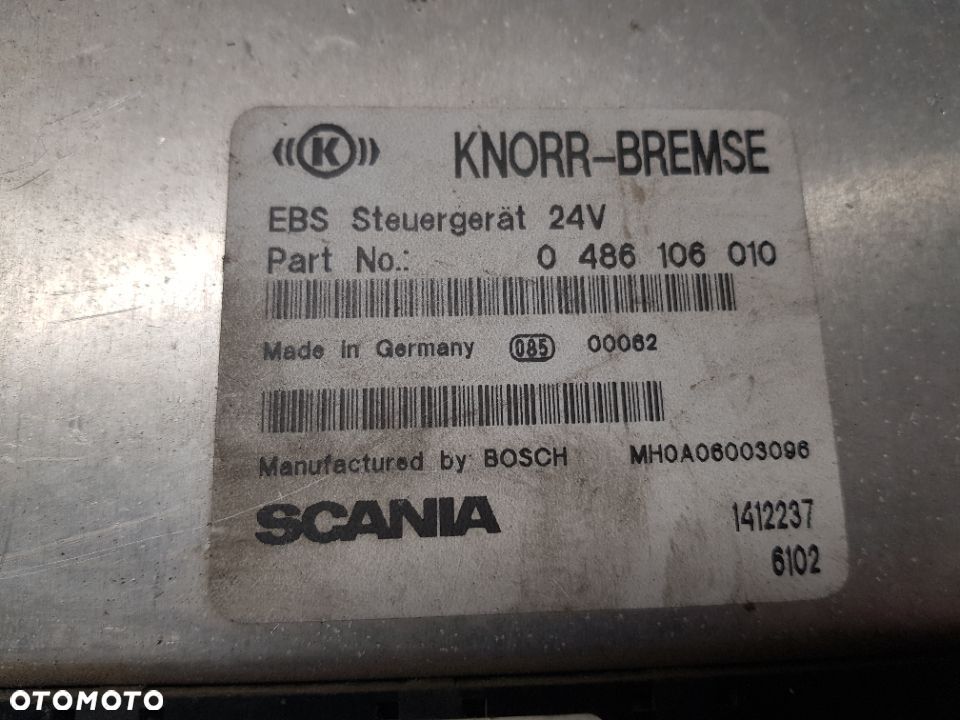 K KNORR-BREMSE
EBS Steuergerät 24V
Part No.: 0 486 106 010
Made in Germany 085 00062
Manufactured by BOSCH MH0A06003096
SCANIA 1412237
6102
OTOMOTO